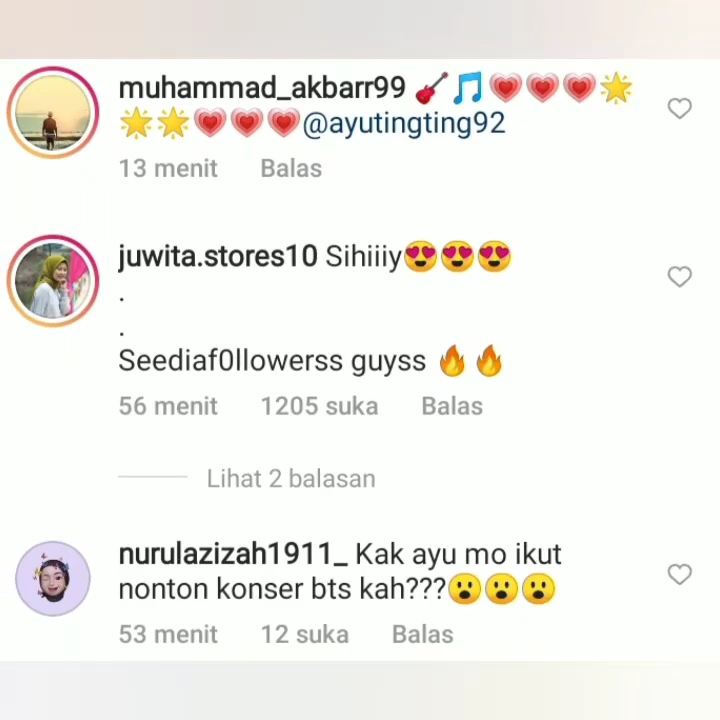 muhammad_akbarr99 🎸🎵💗💗💗🌟
🌟🌟💗💗💗@ayutingting92
13 menit Balas
juwita.stores10 Sihiiiy😍😍😍
.
.
Seediaf0llowerss guyss 🔥🔥
56 menit 1205 suka Balas
Lihat 2 balasan
nurulazizah1911_ Kak ayu mo ikut
nonton konser bts kah???😮😮😮
53 menit 12 suka Balas